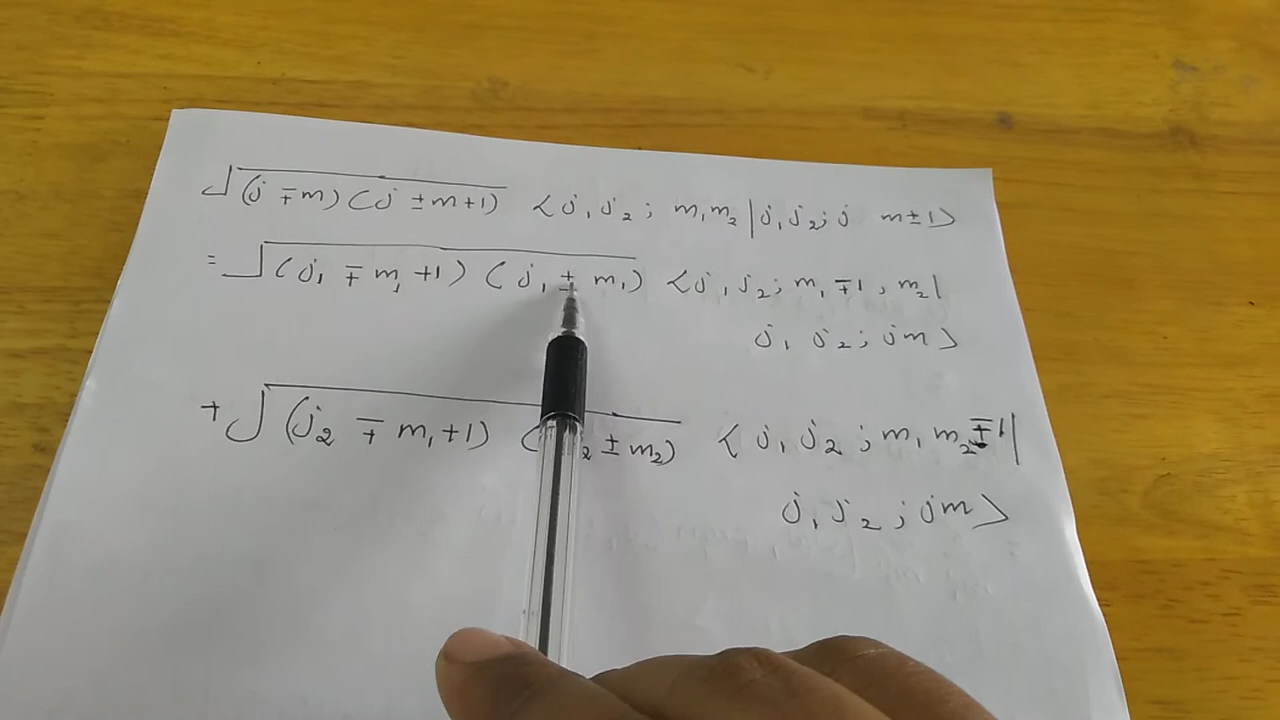 √(j ∓ m)(j ± m+1) < j₁ j₂ ; m₁ m₂ | j₁ j₂ ; j m ± 1 >
= √(j₁ ∓ m₁ + 1) (j₁ ± m₁) < j₁ j₂ ; m₁ ∓ 1 , m₂ |
j₁ j₂ ; j m >
+ √(j₂ ∓ m₁ + 1) ( ₂ ± m₂) < j₁ j₂ ; m₁ m₂ ∓ 1 |
j₁ j₂ ; j m >